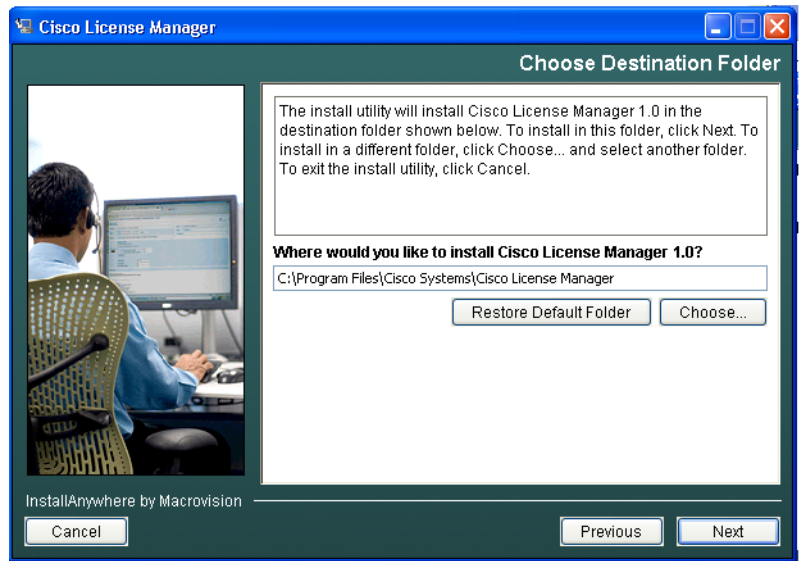 Cisco License Manager
Choose Destination Folder
The install utility will install Cisco License Manager 1.0 in the
destination folder shown below. To install in this folder, click Next. To
install in a different folder, click Choose... and select another folder.
To exit the install utility, click Cancel.
Where would you like to install Cisco License Manager 1.0?
C:\Program Files\Cisco Systems\Cisco License Manager
Restore Default Folder
Choose...
InstallAnywhere by Macrovision
Cancel
Previous
Next